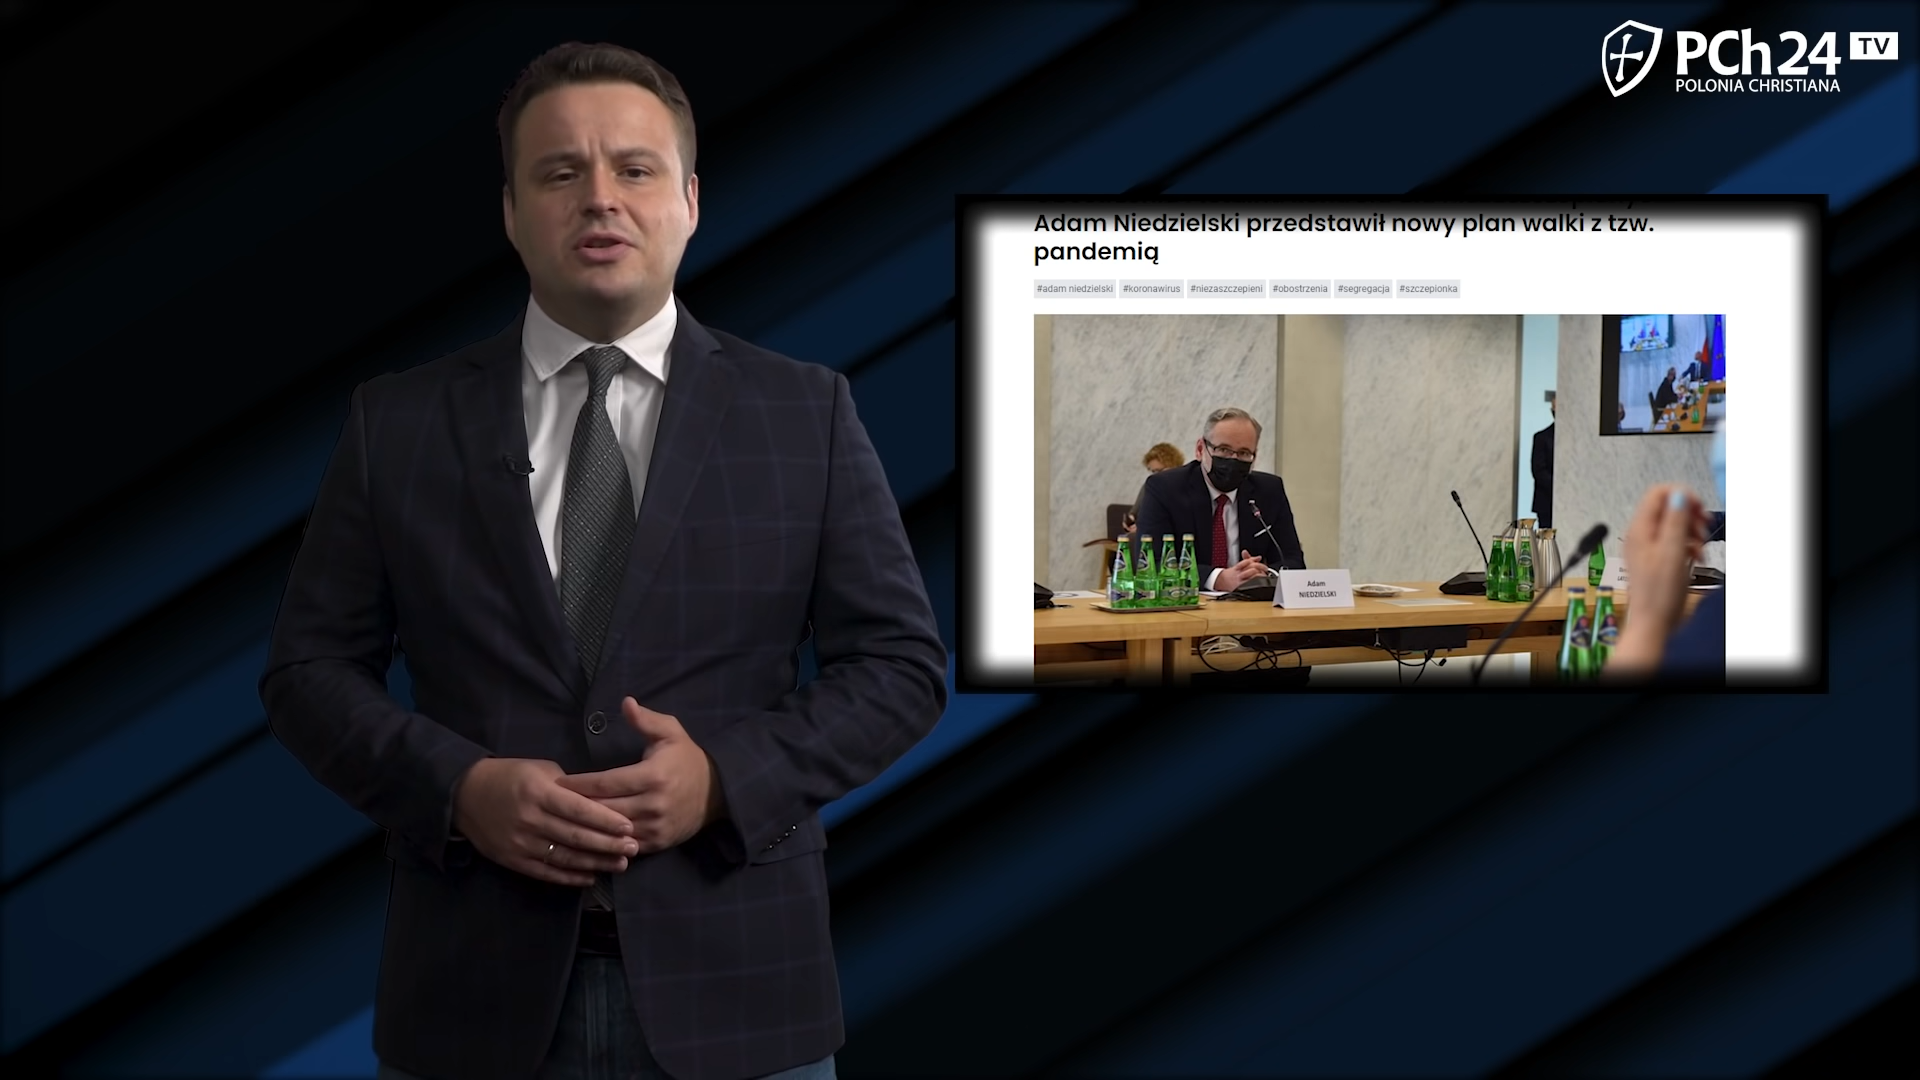 PCh24 TV
POLONIA CHRISTIANA
Adam Niedzielski przedstawił nowy plan walki z tzw.
pandemią
#adam niedzielski #koronawirus #niezaszczepieni #obostrzenia #segregacja #szczepionka
Adam
NIEDZIELSKI